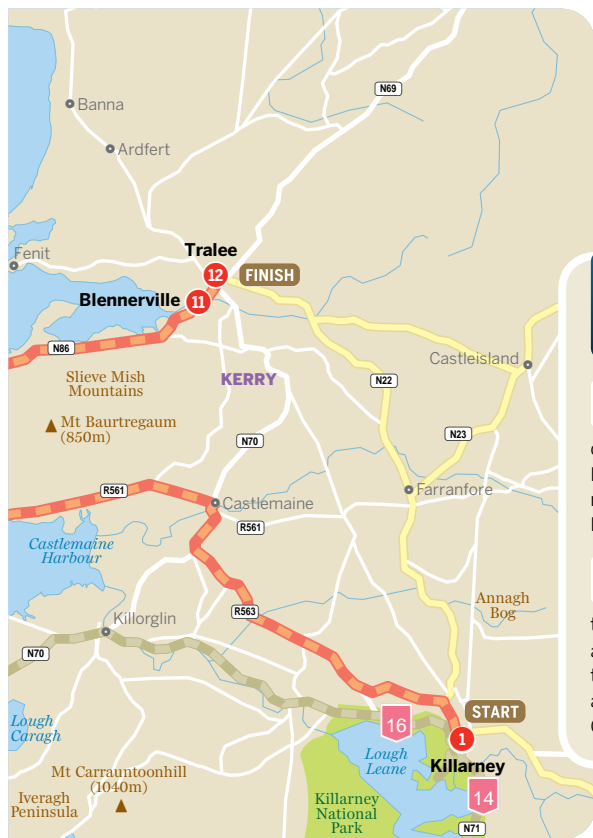 N69
Banna
Ardfert
Tralee
Fenit
12
FINISH
Blennerville
11
N86
Castleisland
Slieve Mish
Mountains
KERRY
N22
Mt Baurtregaum
(850m)
N70
N23
R561
Farranfore
Castlemaine
R561
Castlemaine
Harbour
Annagh
Bog
R563
Killorglin
N70
START
16
1
Lough
Caragh
Lough
Leane
Killarney
Mt Carrauntoonhill
(1040m)
14
Iveragh
Peninsula
Killarney
National
Park
N71